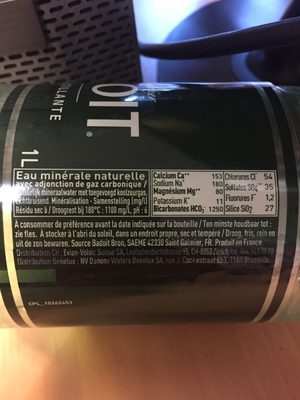 OIT®
LLANTE
1L
Eau minérale naturelle
avec adjonction de gaz carbonique /
mineraalwater met toegevoegd koolzuurgas.
Minéralisation - Samenstelling (mg/l)
Résidu sec à / Droogrest bij 180°C : 1100 mg/L, pH : 6
Calcium Ca⁺⁺ 153 Chlorures Cl⁻ 54
Sodium Na⁺ 180 Sulfates SO₄⁻⁻ 35
Magnésium Mg⁺⁺ 80 Fluorures F⁻ 1,2
Potassium K⁺ 11 Silice SiO₂ 27
Bicarbonates HCO₃⁻ 1250
A consommer de préférence avant la date indiquée sur la bouteille / Ten minste houdbaar tot :
zie fles. A stocker à l'abri du soleil, dans un endroit propre, sec et tempéré / Droog, fris, rein en
uit de zon bewaren. Source Badoit Bron, SAEME 42330 Saint Galmier, FR. Produit en France
Distribution CH : Evian-Volvic Suisse SA,
Distribution Benelux : NV Danone Waters Benelux SA, rue J.
CPL_10262453